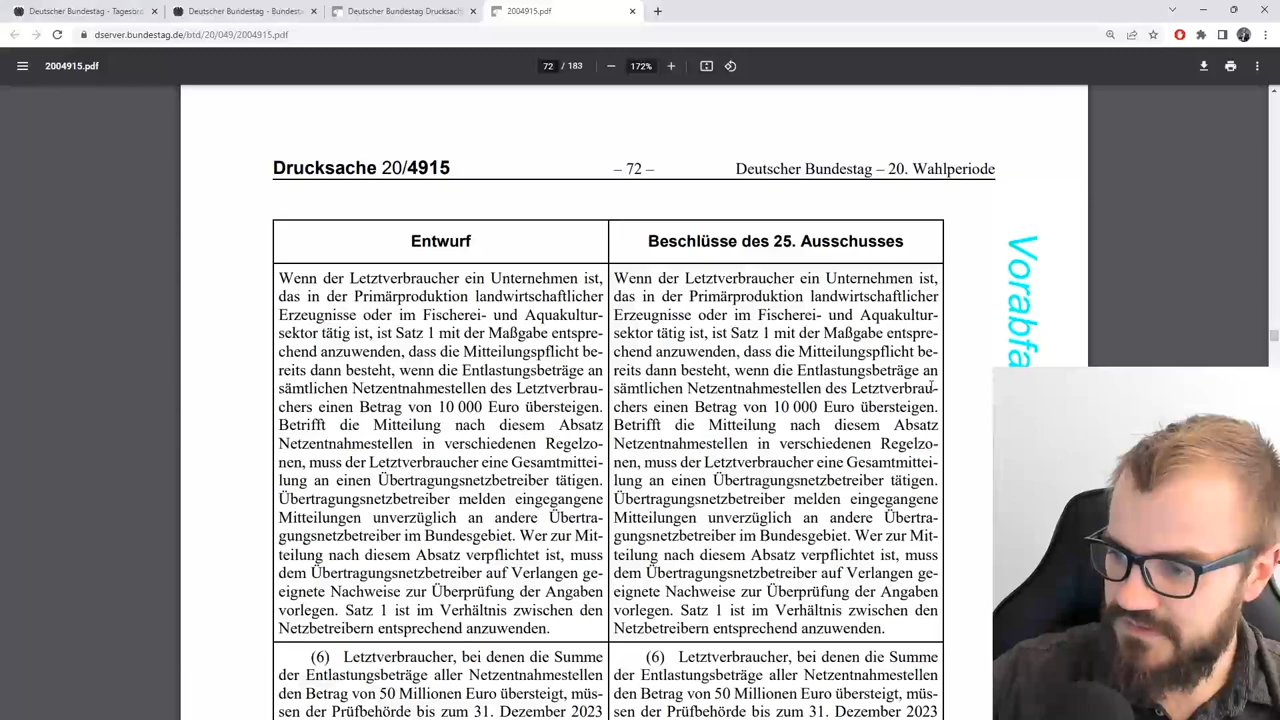 Deutscher Bundestag - Tagesbro
Deutscher Bundestag - Bundest
Deutscher Bundestag Drucksach
2004915.pdf
dserver.bundestag.de/btd/20/049/2004915.pdf
2004915.pdf
72 / 183
172%
Drucksache 20/4915
– 72 –
Deutscher Bundestag – 20. Wahlperiode
Entwurf
Wenn der Letztverbraucher ein Unternehmen ist,
das in der Primärproduktion landwirtschaftlicher
Erzeugnisse oder im Fischerei- und Aquakultur-
sektor tätig ist, ist Satz 1 mit der Maßgabe entspre-
chend anzuwenden, dass die Mitteilungspflicht be-
reits dann besteht, wenn die Entlastungsbeträge an
sämtlichen Netzentnahmestellen des Letztverbrau-
chers einen Betrag von 10 000 Euro übersteigen.
Betrifft die Mitteilung nach diesem Absatz
Netzentnahmestellen in verschiedenen Regelzo-
nen, muss der Letztverbraucher eine Gesamtmittei-
lung an einen Übertragungsnetzbetreiber tätigen.
Übertragungsnetzbetreiber melden eingegangene
Mitteilungen unverzüglich an andere Übertra-
gungsnetzbetreiber im Bundesgebiet. Wer zur Mit-
teilung nach diesem Absatz verpflichtet ist, muss
dem Übertragungsnetzbetreiber auf Verlangen ge-
eignete Nachweise zur Überprüfung der Angaben
vorlegen. Satz 1 ist im Verhältnis zwischen den
Netzbetreibern entsprechend anzuwenden.
(6) Letztverbraucher, bei denen die Summe
der Entlastungsbeträge aller Netzentnahmestellen
den Betrag von 50 Millionen Euro übersteigt, müs-
sen der Prüfbehörde bis zum 31. Dezember 2023
Beschlüsse des 25. Ausschusses
Wenn der Letztverbraucher ein Unternehmen ist,
das in der Primärproduktion landwirtschaftlicher
Erzeugnisse oder im Fischerei- und Aquakultur-
sektor tätig ist, ist Satz 1 mit der Maßgabe entspre-
chend anzuwenden, dass die Mitteilungspflicht be-
reits dann besteht, wenn die Entlastungsbeträge an
sämtlichen Netzentnahmestellen des Letztverbrau-
chers einen Betrag von 10 000 Euro übersteigen.
Betrifft die Mitteilung nach diesem Absatz
Netzentnahmestellen in verschiedenen Regelzo-
nen, muss der Letztverbraucher eine Gesamtmittei-
lung an einen Übertragungsnetzbetreiber tätigen.
Übertragungsnetzbetreiber melden eingegangene
Mitteilungen unverzüglich an andere Übertra-
gungsnetzbetreiber im Bundesgebiet. Wer zur Mit-
teilung nach diesem Absatz verpflichtet ist, muss
dem Übertragungsnetzbetreiber auf Verlangen ge-
eignete Nachweise zur Überprüfung der Angaben
vorlegen. Satz 1 ist im Verhältnis zwischen den
Netzbetreibern entsprechend anzuwenden.
(6) Letztverbraucher, bei denen die Summe
der Entlastungsbeträge aller Netzentnahmestellen
den Betrag von 50 Millionen Euro übersteigt, müs-
sen der Prüfbehörde bis zum 31. Dezember 2023
Vorabfa